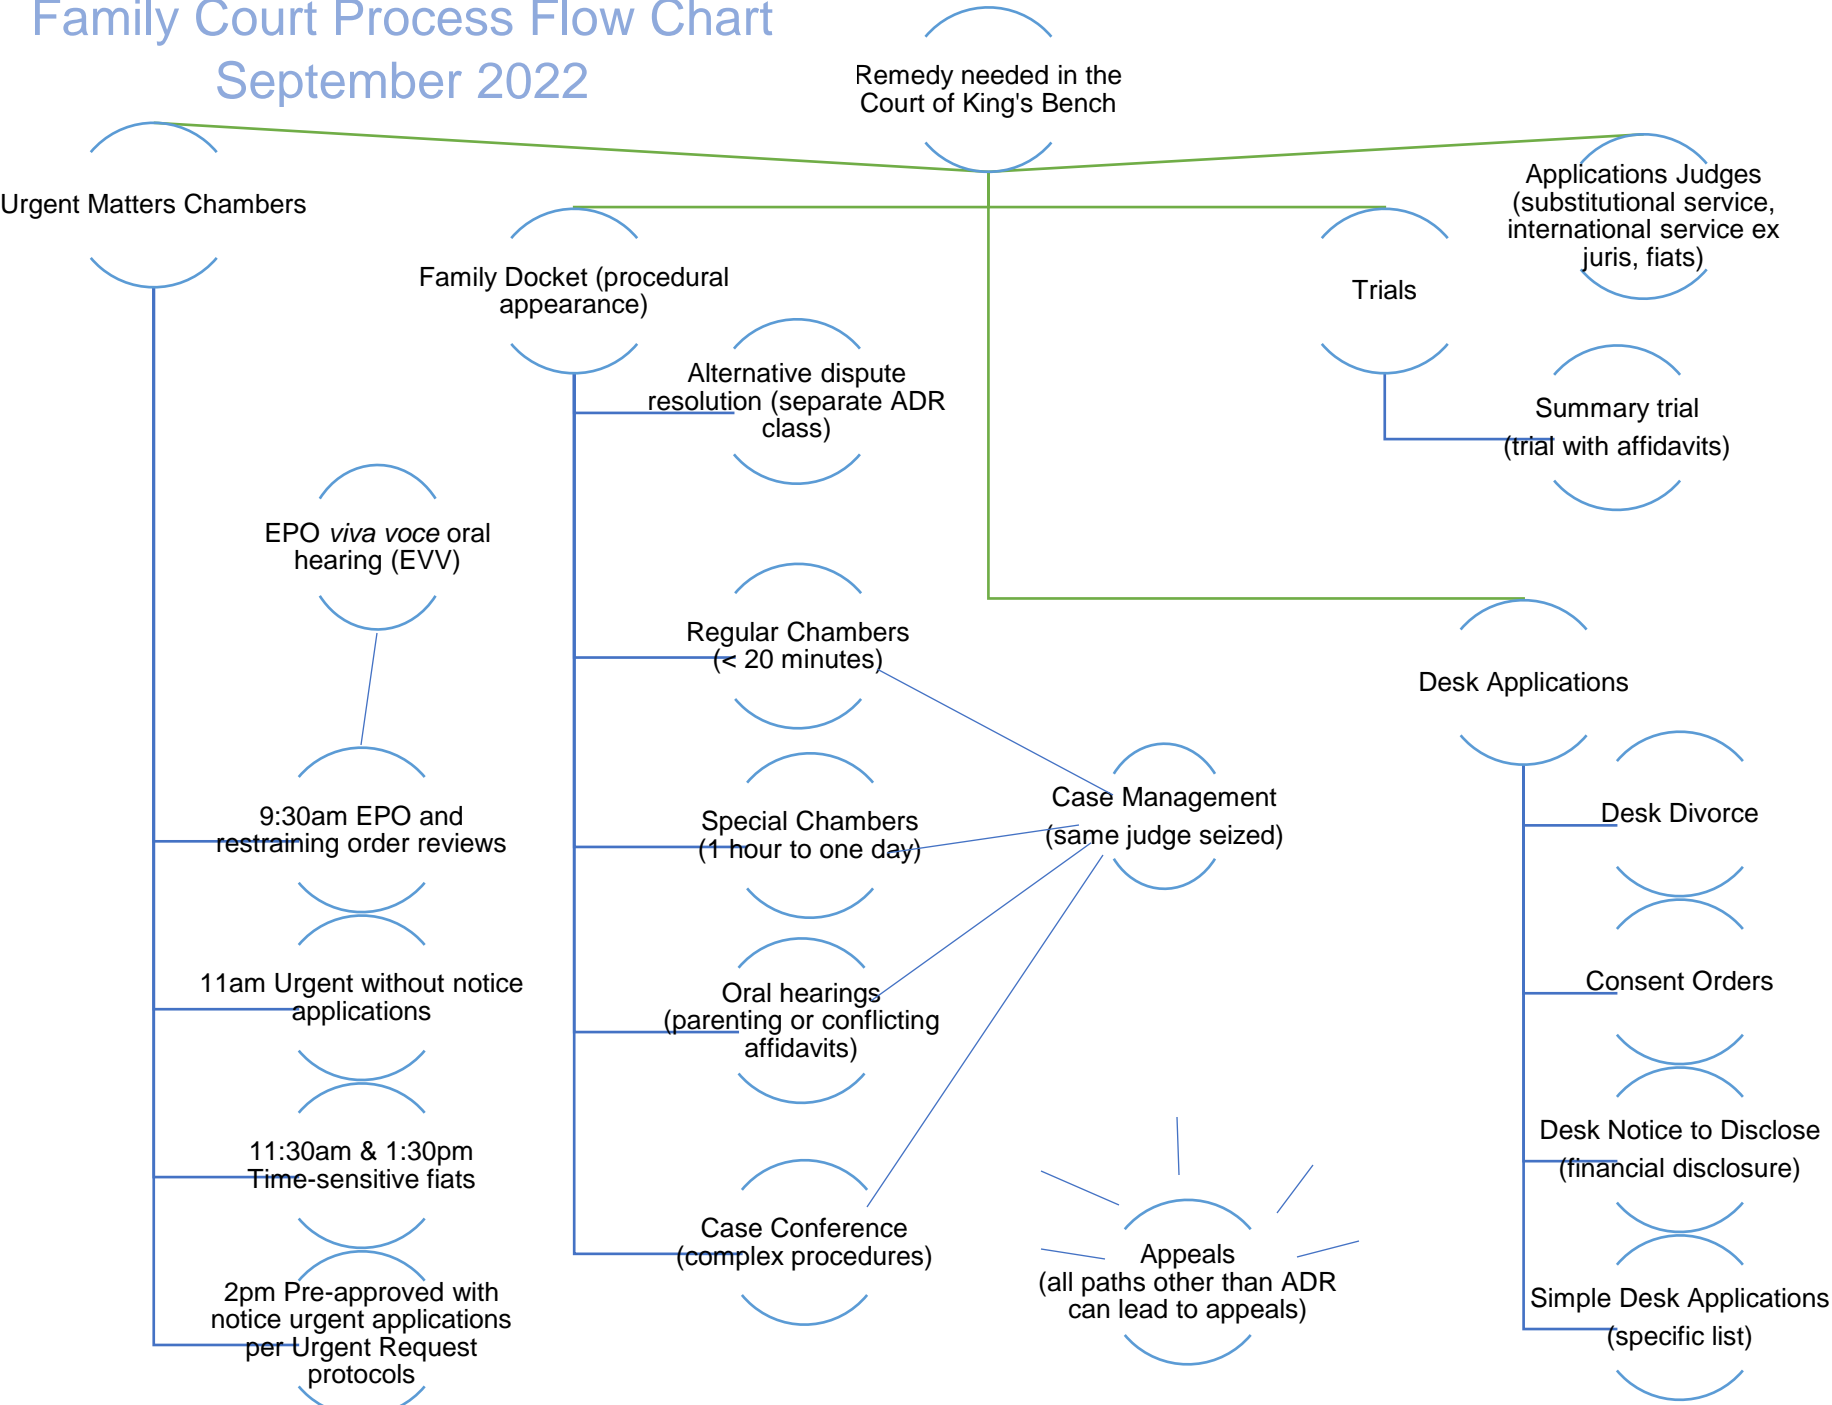 Family Court Process Flow Chart
September 2022
Remedy needed in the
Court of King's Bench
Urgent Matters Chambers
EPO viva voce oral
hearing (EVV)
9:30am EPO and
restraining order reviews
11am Urgent without notice
applications
11:30am & 1:30pm
Time-sensitive fiats
2pm Pre-approved with
notice urgent applications
per Urgent Request
protocols
Family Docket (procedural
appearance)
Alternative dispute
resolution (separate ADR
class)
Regular Chambers
(< 20 minutes)
Special Chambers
(1 hour to one day)
Oral hearings
(parenting or conflicting
affidavits)
Case Conference
(complex procedures)
Case Management
(same judge seized)
Appeals
(all paths other than ADR
can lead to appeals)
Trials
Summary trial
(trial with affidavits)
Applications Judges
(substitutional service,
international service ex
juris, fiats)
Desk Applications
Desk Divorce
Consent Orders
Desk Notice to Disclose
(financial disclosure)
Simple Desk Applications
(specific list)